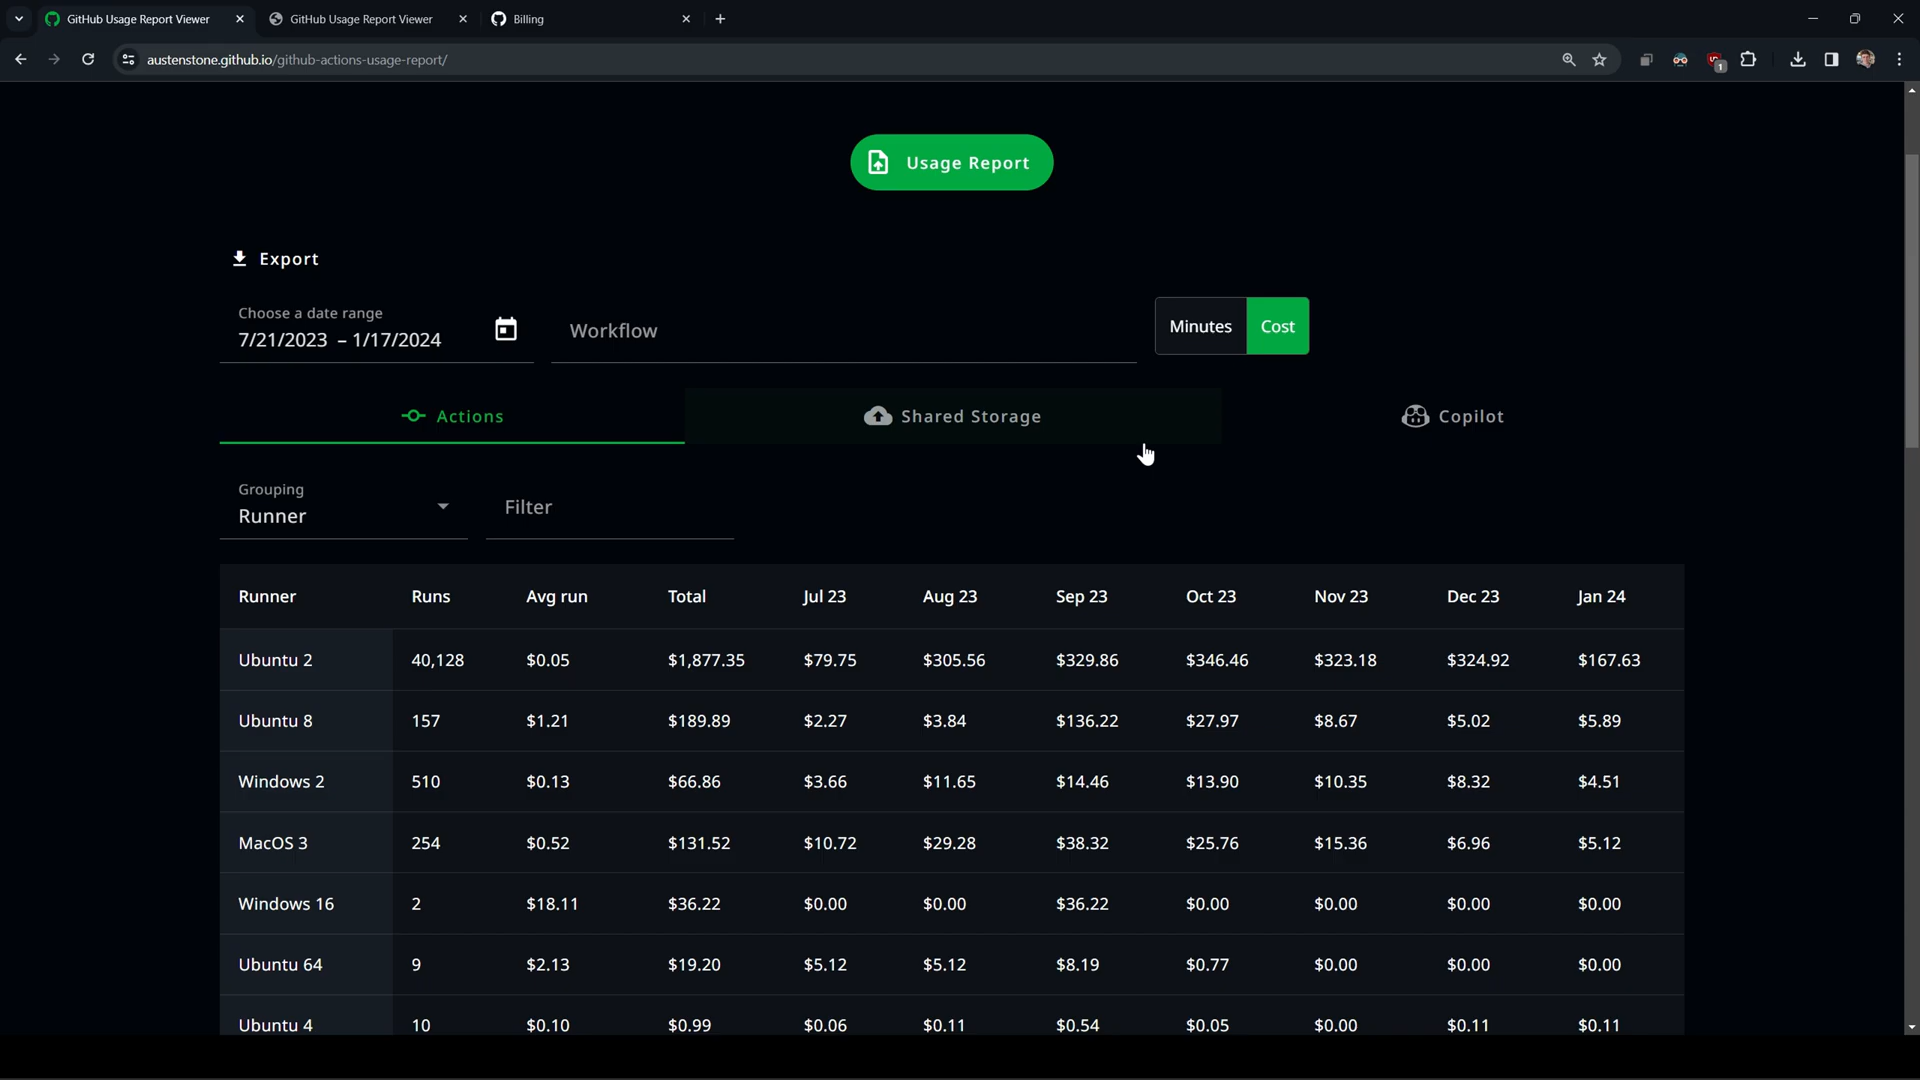 GitHub Usage Report Viewer GitHub Usage Report Viewer Billing
austenstone.github.io/github-actions-usage-report/
1
Usage Report
Export
Choose a date range
7/21/2023 – 1/17/2024
Workflow
Minutes Cost
Actions Shared Storage Copilot
Grouping
Runner
Filter
Runner Runs Avg run Total Jul 23 Aug 23 Sep 23 Oct 23 Nov 23 Dec 23 Jan 24
Ubuntu 2 40,128 $0.05 $1,877.35 $79.75 $305.56 $329.86 $346.46 $323.18 $324.92 $167.63
Ubuntu 8 157 $1.21 $189.89 $2.27 $3.84 $136.22 $27.97 $8.67 $5.02 $5.89
Windows 2 510 $0.13 $66.86 $3.66 $11.65 $14.46 $13.90 $10.35 $8.32 $4.51
MacOS 3 254 $0.52 $131.52 $10.72 $29.28 $38.32 $25.76 $15.36 $6.96 $5.12
Windows 16 2 $18.11 $36.22 $0.00 $0.00 $36.22 $0.00 $0.00 $0.00 $0.00
Ubuntu 64 9 $2.13 $19.20 $5.12 $5.12 $8.19 $0.77 $0.00 $0.00 $0.00
Ubuntu 4 10 $0.10 $0.99 $0.06 $0.11 $0.54 $0.05 $0.00 $0.11 $0.11